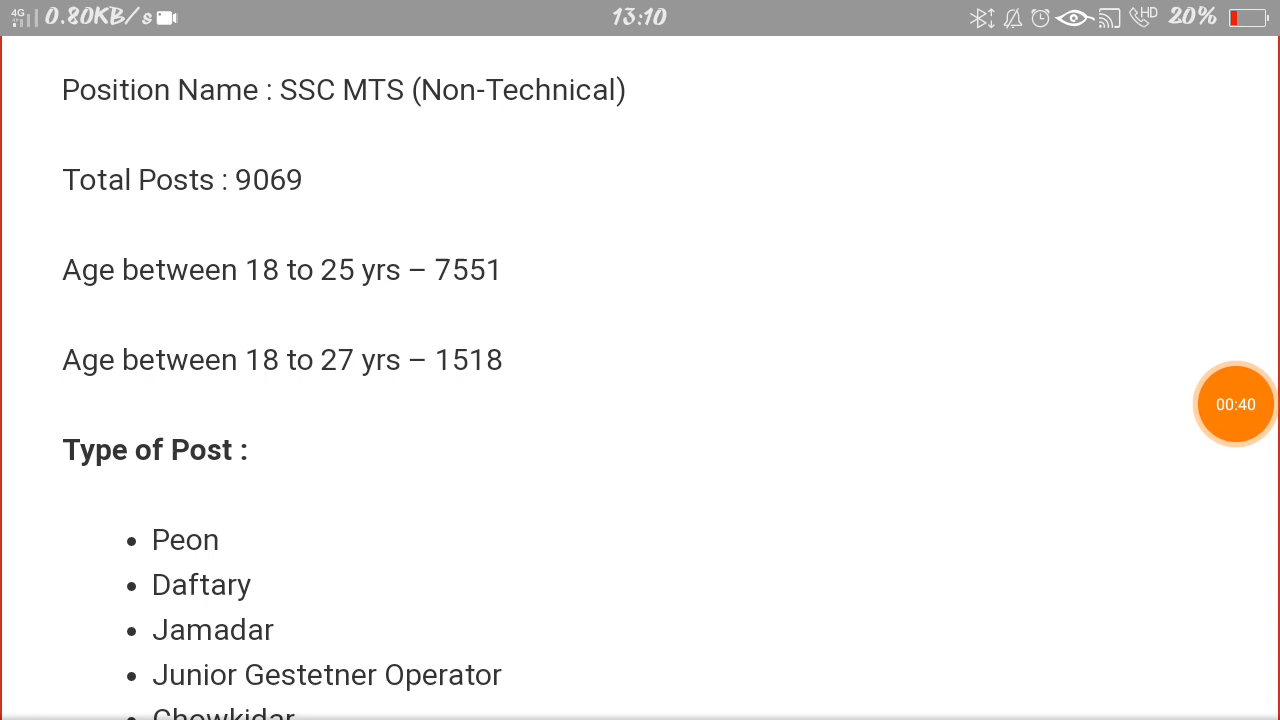 4G 0.80KB/s 13:10 HD 20%
Position Name : SSC MTS (Non-Technical)
Total Posts : 9069
Age between 18 to 25 yrs – 7551
Age between 18 to 27 yrs – 1518
00:40
Type of Post :
• Peon
• Daftary
• Jamadar
• Junior Gestetner Operator
• Chowkidar